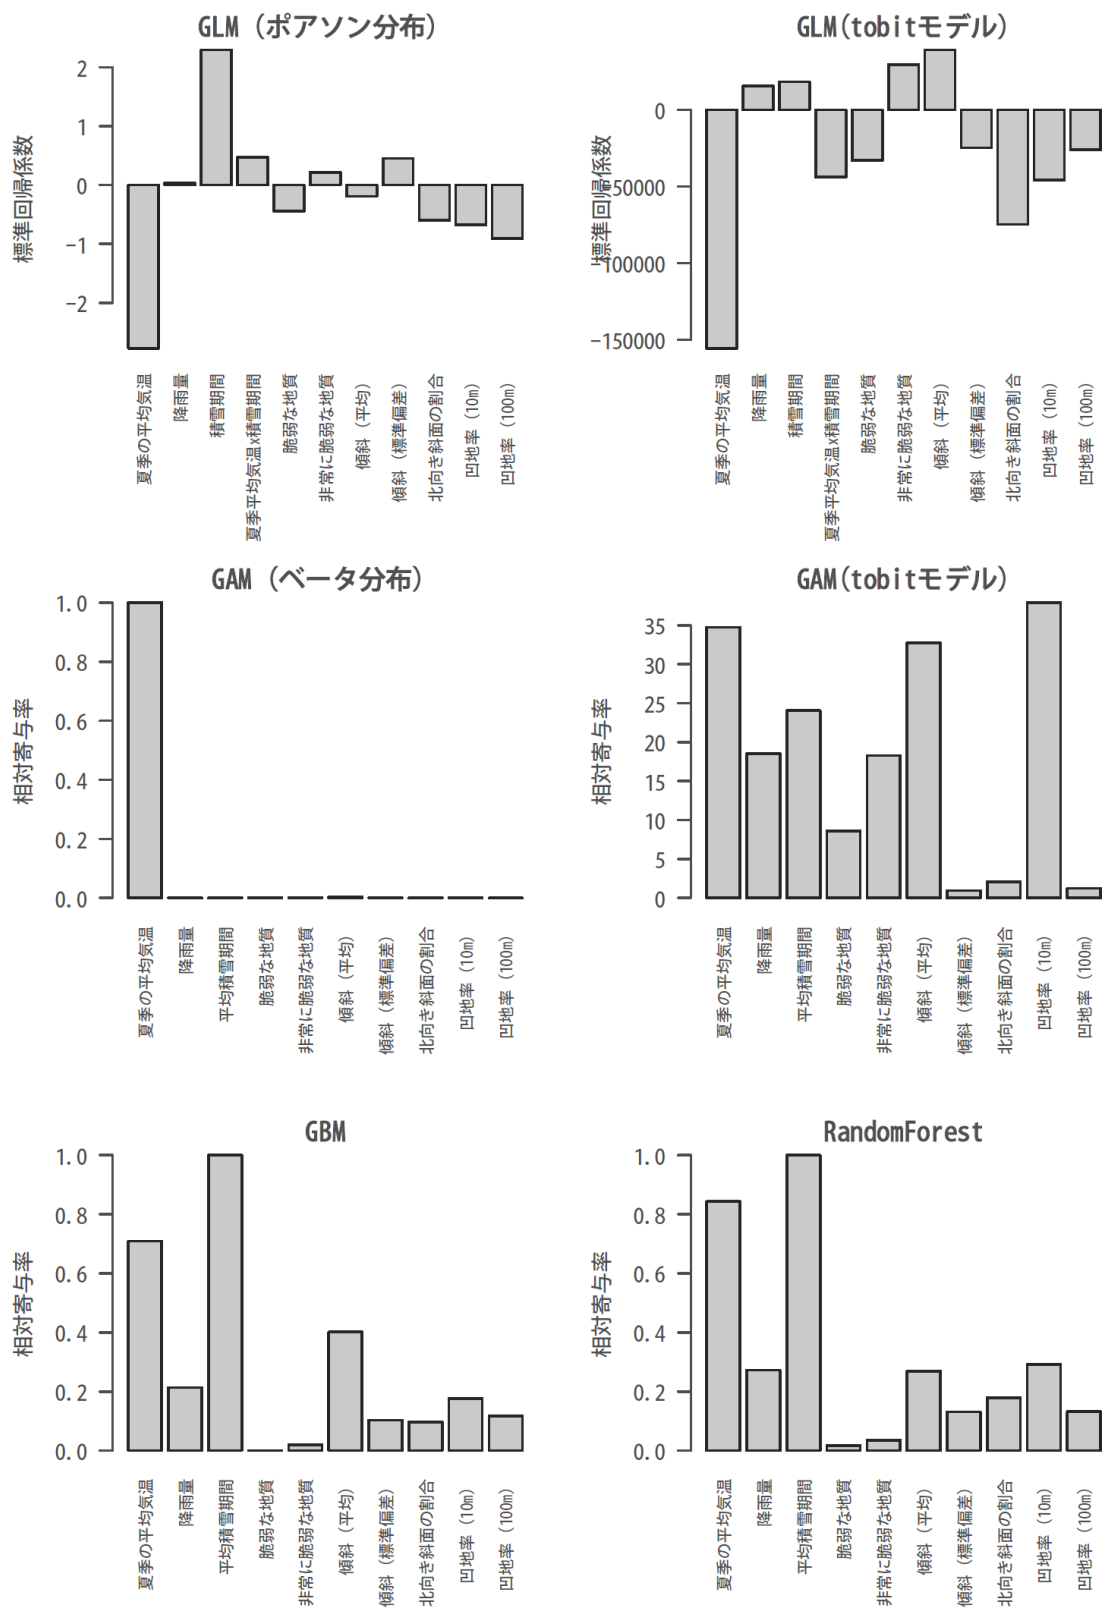 GLM (ポアソン分布)
2
1
0
-1
-2
標準回帰係数
夏季の平均気温
降雨量
積雪期間
夏季平均気温x積雪期間
脆弱な地質
非常に脆弱な地質
傾斜 (平均)
傾斜 (標準偏差)
北向き斜面の割合
凹地率 (10m)
凹地率 (100m)
GLM(tobitモデル)
0
-50000
-100000
-150000
標準回帰係数
夏季の平均気温
降雨量
積雪期間
夏季平均気温x積雪期間
脆弱な地質
非常に脆弱な地質
傾斜 (平均)
傾斜 (標準偏差)
北向き斜面の割合
凹地率 (10m)
凹地率 (100m)
GAM (ベータ分布)
1.0
0.8
0.6
0.4
0.2
0.0
相対寄与率
夏季の平均気温
降雨量
平均積雪期間
脆弱な地質
非常に脆弱な地質
傾斜 (平均)
傾斜 (標準偏差)
北向き斜面の割合
凹地率 (10m)
凹地率 (100m)
GAM(tobitモデル)
35
30
25
20
15
10
5
0
相対寄与率
夏季の平均気温
降雨量
平均積雪期間
脆弱な地質
非常に脆弱な地質
傾斜 (平均)
傾斜 (標準偏差)
北向き斜面の割合
凹地率 (10m)
凹地率 (100m)
GBM
1.0
0.8
0.6
0.4
0.2
0.0
相対寄与率
夏季の平均気温
降雨量
平均積雪期間
脆弱な地質
非常に脆弱な地質
傾斜 (平均)
傾斜 (標準偏差)
北向き斜面の割合
凹地率 (10m)
凹地率 (100m)
RandomForest
1.0
0.8
0.6
0.4
0.2
0.0
相対寄与率
夏季の平均気温
降雨量
平均積雪期間
脆弱な地質
非常に脆弱な地質
傾斜 (平均)
傾斜 (標準偏差)
北向き斜面の割合
凹地率 (10m)
凹地率 (100m)